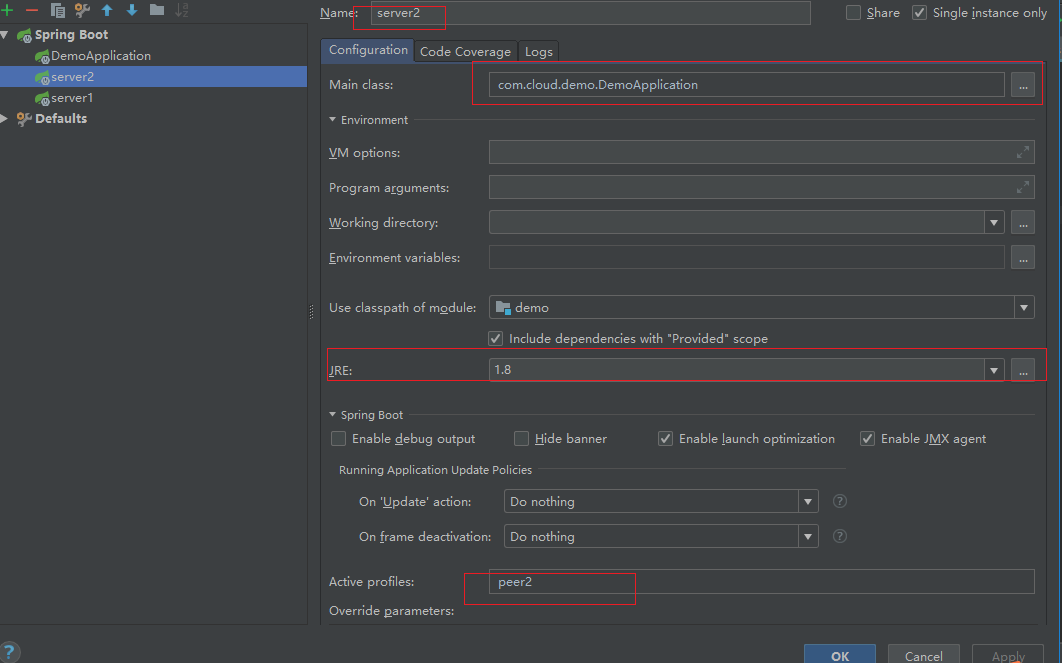 Name: server2 Share Single instance only
Spring Boot
DemoApplication
server2
server1
Defaults
Configuration Code Coverage Logs
Main class: com.cloud.demo.DemoApplication ...
Environment
VM options:
Program arguments:
Working directory: ...
Environment variables: ...
Use classpath of module: demo
Include dependencies with "Provided" scope
JRE: 1.8 ...
Spring Boot
Enable debug output Hide banner Enable launch optimization Enable JMX agent
Running Application Update Policies
On 'Update' action: Do nothing ?
On frame deactivation: Do nothing ?
Active profiles: peer2
Override parameters:
? OK Cancel Apply